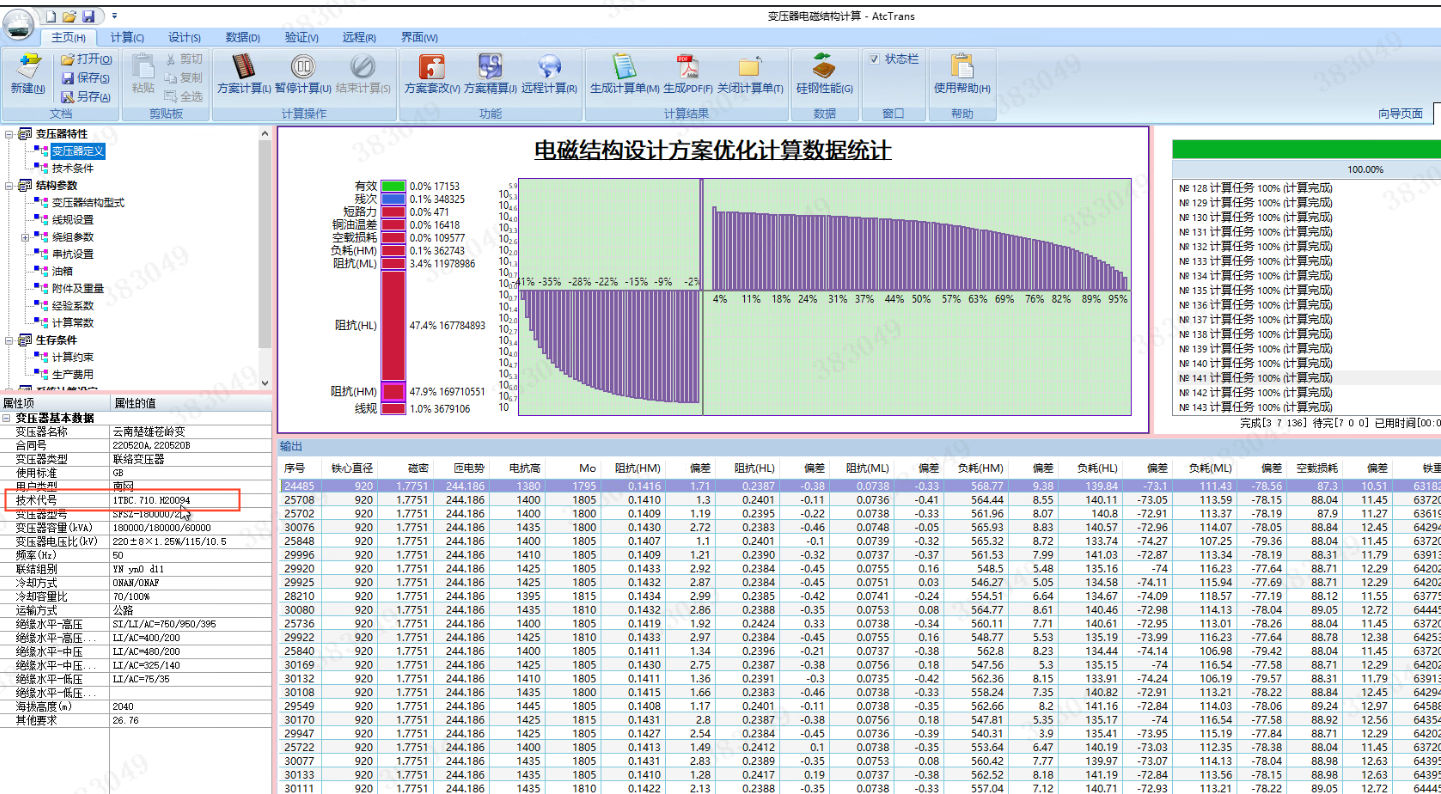 变压器电磁结构计算 - AtcTrans
主页(H) 计算(C) 设计(S) 数据(D) 验证(V) 远程(R) 界面(W)
新建(N) 打开(O) 保存(S) 另存(A) 粘贴 剪切 复制 全选 方案计算(L) 暂停计算(U) 结束计算(S) 方案套改(V) 方案精算(J) 远程计算(R) 生成计算单(M) 生成PDF(F) 关闭计算单(T) 硅钢性能(G) 状态栏 使用帮助(H)
文档 剪贴板 计算操作 功能 计算结果 数据 窗口 帮助 向导页面
变压器特性
变压器定义
技术条件
结构参数
变压器结构型式
线规设置
绕组参数
串抗设置
油箱
附件及重量
经验系数
计算常数
生存条件
计算约束
生产费用
属性项 属性的值
变压器基本数据
变压器名称 云南楚雄苍岭变
合同号 220520A,220520B
变压器类型 联络变压器
使用标准 GB
用户类型 南网
技术代号 1TBC.710.H20094
变压器型号
变压器容量(kVA) 180000/180000/60000
变压器电压比(kV) 220±8×1.25%/115/10.5
频率(Hz) 50
联结组别 YN yn0 d11
冷却方式 ONAN/ONAF
冷却容量比 70/100%
运输方式 公路
绝缘水平-高压 SI/LI/AC=750/950/395
绝缘水平-高压... LI/AC=400/200
绝缘水平-中压 LI/AC=480/200
绝缘水平-中压... LI/AC=325/140
绝缘水平-低压 LI/AC=75/35
绝缘水平-低压...
海拔高度(m) 2040
其他要求 26.76
电磁结构设计方案优化计算数据统计
有效 0.0% 17153
残次 0.1% 348325
短路力 0.0% 471
铜油温差 0.0% 16418
空载损耗 0.0% 109577
负耗(HM) 0.1% 362743
阻抗(ML) 3.4% 11978986
阻抗(HL) 47.4% 167784893
阻抗(HM) 47.9% 169710551
线规 1.0% 3679106
-41% -35% -28% -22% -15% -9% -2%
4% 11% 18% 24% 31% 37% 44% 50% 57% 63% 69% 76% 82% 89% 95%
100.00%
№ 128 计算任务 100% (计算完成)
№ 129 计算任务 100% (计算完成)
№ 130 计算任务 100% (计算完成)
№ 131 计算任务 100% (计算完成)
№ 132 计算任务 100% (计算完成)
№ 133 计算任务 100% (计算完成)
№ 134 计算任务 100% (计算完成)
№ 135 计算任务 100% (计算完成)
№ 136 计算任务 100% (计算完成)
№ 137 计算任务 100% (计算完成)
№ 138 计算任务 100% (计算完成)
№ 139 计算任务 100% (计算完成)
№ 140 计算任务 100% (计算完成)
№ 141 计算任务 100% (计算完成)
№ 142 计算任务 100% (计算完成)
№ 143 计算任务 100% (计算完成)
完成[3 7 136] 待完[7 0 0] 已用时间[00:0
输出
序号 铁心直径 磁密 匝电势 电抗高 Mo 阻抗(HM) 偏差 阻抗(HL) 偏差 阻抗(ML) 偏差 负耗(HM) 偏差 负耗(HL) 偏差 负耗(ML) 偏差 空载损耗 偏差 铁重
24485 920 1.7751 244.186 1380 1795 0.1416 1.71 0.2387 -0.38 0.0738 -0.33 568.77 9.38 139.84 -73.1 111.43 -78.56 87.3 10.51 63182
25708 920 1.7751 244.186 1400 1805 0.1410 1.3 0.2401 -0.11 0.0736 -0.41 564.44 8.55 140.11 -73.05 113.59 -78.15 88.04 11.45 63720
25702 920 1.7751 244.186 1400 1800 0.1409 1.19 0.2395 -0.22 0.0738 -0.33 561.96 8.07 140.8 -72.91 113.37 -78.19 87.9 11.27 63619
30076 920 1.7751 244.186 1435 1800 0.1430 2.72 0.2383 -0.46 0.0748 -0.05 565.93 8.83 140.57 -72.96 114.07 -78.05 88.84 12.45 64294
25848 920 1.7751 244.186 1400 1805 0.1407 1.1 0.2401 -0.1 0.0739 -0.32 565.32 8.72 133.74 -74.27 107.25 -79.36 88.04 11.45 63720
29996 920 1.7751 244.186 1410 1805 0.1409 1.21 0.2390 -0.32 0.0737 -0.37 561.53 7.99 141.03 -72.87 113.34 -78.19 88.31 11.79 63913
29920 920 1.7751 244.186 1425 1805 0.1433 2.92 0.2384 -0.45 0.0755 0.16 548.5 5.48 135.16 -74 116.23 -77.64 88.71 12.29 64202
29925 920 1.7751 244.186 1425 1805 0.1432 2.87 0.2384 -0.45 0.0751 0.03 546.27 5.05 134.58 -74.11 115.94 -77.69 88.71 12.29 64202
28210 920 1.7751 244.186 1395 1815 0.1434 2.99 0.2385 -0.42 0.0741 -0.24 554.51 6.64 134.67 -74.09 118.57 -77.19 88.12 11.55 63775
30080 920 1.7751 244.186 1435 1810 0.1432 2.86 0.2388 -0.35 0.0753 0.08 564.77 8.61 140.46 -72.98 114.13 -78.04 89.05 12.72 64445
25736 920 1.7751 244.186 1400 1805 0.1419 1.92 0.2424 0.33 0.0738 -0.34 560.11 7.71 140.61 -72.95 113.01 -78.26 88.04 11.45 63720
29922 920 1.7751 244.186 1425 1810 0.1433 2.97 0.2384 -0.45 0.0755 0.16 548.77 5.53 135.19 -73.99 116.23 -77.64 88.78 12.38 64253
25840 920 1.7751 244.186 1400 1805 0.1411 1.34 0.2396 -0.21 0.0737 -0.38 562.8 8.23 134.44 -74.14 106.98 -79.42 88.04 11.45 63720
30169 920 1.7751 244.186 1425 1805 0.1430 2.75 0.2387 -0.38 0.0756 0.18 547.56 5.3 135.15 -74 116.54 -77.58 88.71 12.29 64202
30132 920 1.7751 244.186 1410 1805 0.1411 1.36 0.2391 -0.3 0.0735 -0.42 562.36 8.15 133.91 -74.24 106.19 -79.57 88.31 11.79 63913
30108 920 1.7751 244.186 1435 1800 0.1415 1.66 0.2383 -0.46 0.0738 -0.33 558.24 7.35 140.82 -72.91 113.21 -78.22 88.84 12.45 64294
29549 920 1.7751 244.186 1445 1805 0.1408 1.17 0.2401 -0.11 0.0738 -0.35 562.66 8.2 141.16 -72.84 114.03 -78.06 89.24 12.97 64588
30170 920 1.7751 244.186 1425 1815 0.1431 2.8 0.2387 -0.38 0.0756 0.18 547.81 5.35 135.17 -74 116.54 -77.58 88.92 12.56 64354
29947 920 1.7751 244.186 1425 1805 0.1427 2.54 0.2384 -0.45 0.0736 -0.39 540.31 3.9 135.41 -73.95 115.19 -77.84 88.71 12.29 64202
25722 920 1.7751 244.186 1400 1805 0.1413 1.49 0.2412 0.1 0.0738 -0.35 553.64 6.47 140.19 -73.03 112.35 -78.38 88.04 11.45 63720
30077 920 1.7751 244.186 1435 1805 0.1431 2.83 0.2389 -0.35 0.0753 0.08 560.42 7.77 139.97 -73.07 114.13 -78.04 88.98 12.63 64395
30133 920 1.7751 244.186 1435 1805 0.1410 1.28 0.2417 0.19 0.0737 -0.38 562.52 8.18 141.19 -72.84 113.56 -78.15 88.98 12.63 64395
30111 920 1.7751 244.186 1435 1810 0.1422 2.13 0.2388 -0.35 0.0738 -0.33 557.04 7.12 140.71 -72.93 113.21 -78.22 89.05 12.72 64445
383049